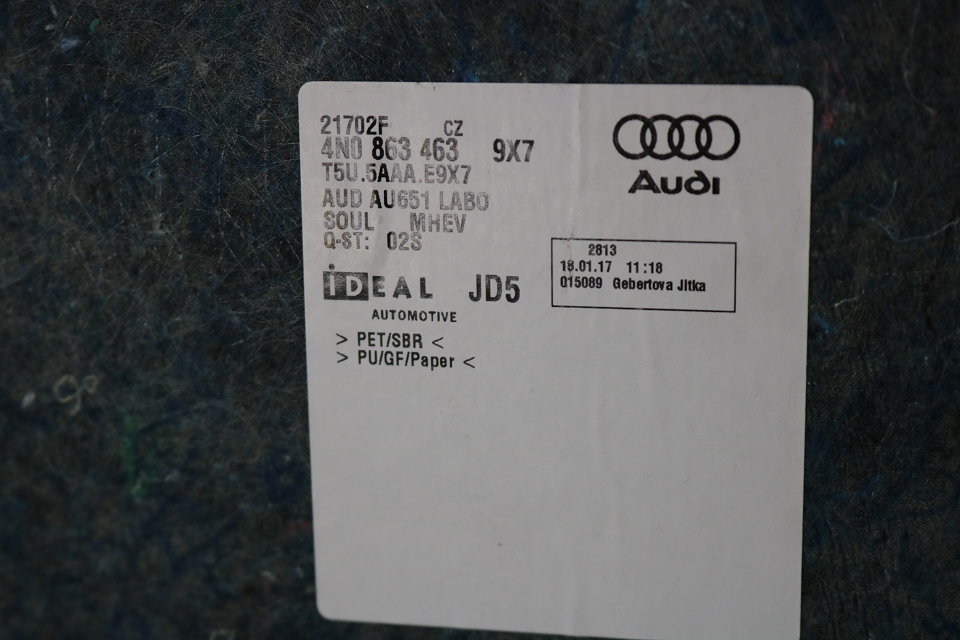 21702F CZ
4N0 863 463 9X7
T5U.5AAA.E9X7
AUD AU651 LABO
SOUL MHEV
Q-ST: 02S
iDEAL JD5
AUTOMOTIVE
> PET/SBR <
> PU/GF/Paper <
Audi
2813
18.01.17 11:18
015089 Gebertova Jitka